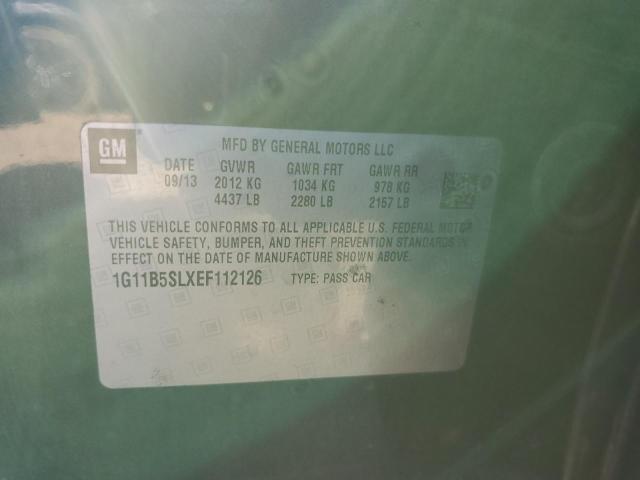 GM
MFD BY GENERAL MOTORS LLC
DATE GVWR GAWR FRT GAWR RR
09/13 2012 KG 1034 KG 978 KG
4437 LB 2280 LB 2157 LB
THIS VEHICLE CONFORMS TO ALL APPLICABLE U.S. FEDERAL MOTOR
VEHICLE SAFETY, BUMPER, AND THEFT PREVENTION STANDARDS IN
EFFECT ON THE DATE OF MANUFACTURE SHOWN ABOVE.
1G11B5SLXEF112126 TYPE: PASS CAR